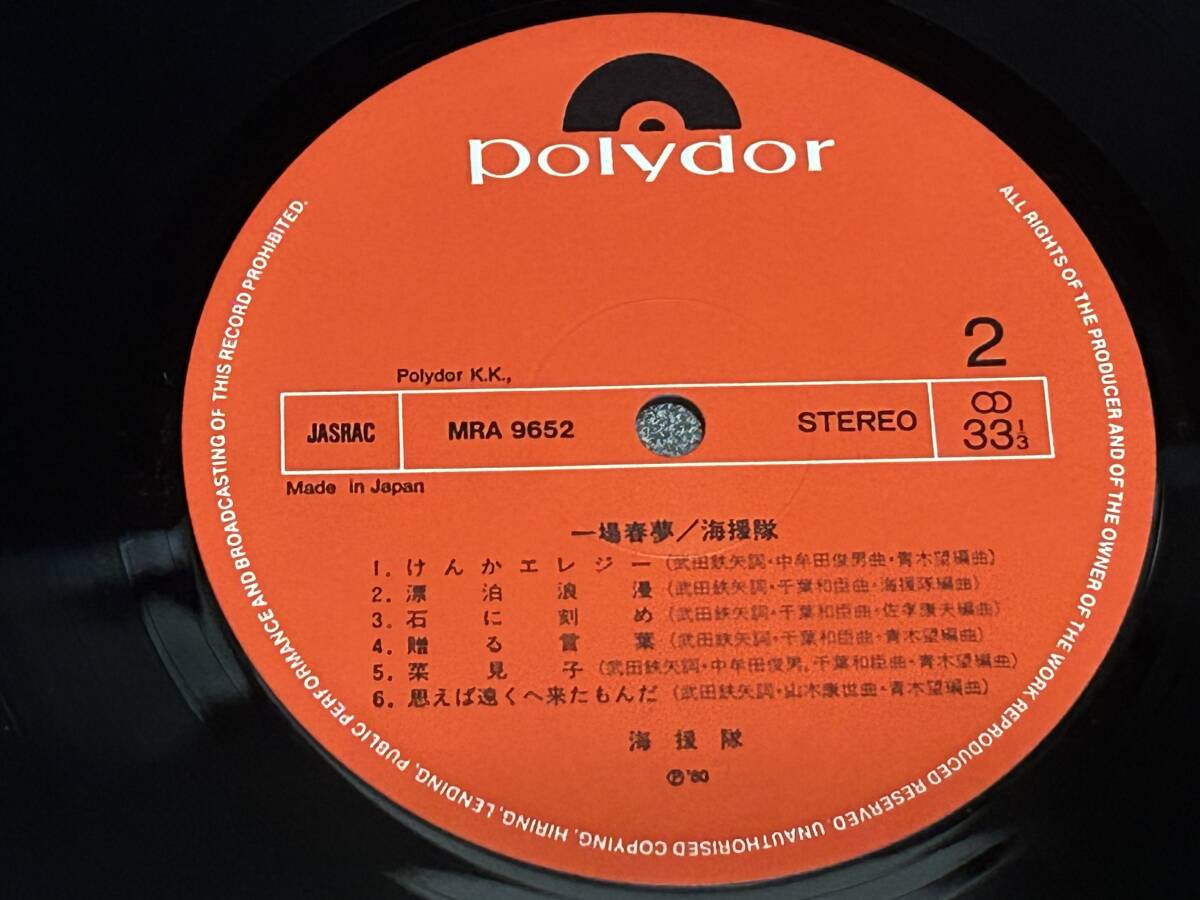 polydor
ALL RIGHTS OF THE PRODUCER AND OF THE OWNER OF THE WORK REPRODUCED RESERVED. UNAUTHORISED COPYING, HIRING, LENDING, PUBLIC PERFORMANCE AND BROADCASTING OF THIS RECORD PROHIBITED.
2
Polydor K.K.,
JASRAC MRA 9652 STEREO ㏇ 33 1/3
Made in Japan
一場春夢/海援隊
1. けんかエレジー (武田鉄矢詞・中牟田俊男曲・青木望編曲)
2. 漂泊浪漫 (武田鉄矢詞・千葉和臣曲・海援隊編曲)
3. 石に刻め (武田鉄矢詞・千葉和臣曲・佐孝康夫編曲)
4. 贈る言葉 (武田鉄矢詞・千葉和臣曲・青木望編曲)
5. 菜見子 (武田鉄矢詞・中牟田俊男, 千葉和臣曲・青木望編曲)
6. 思えば遠くへ来たもんだ (武田鉄矢詞・山木康世曲・青木望編曲)
海援隊
Ⓟ'80